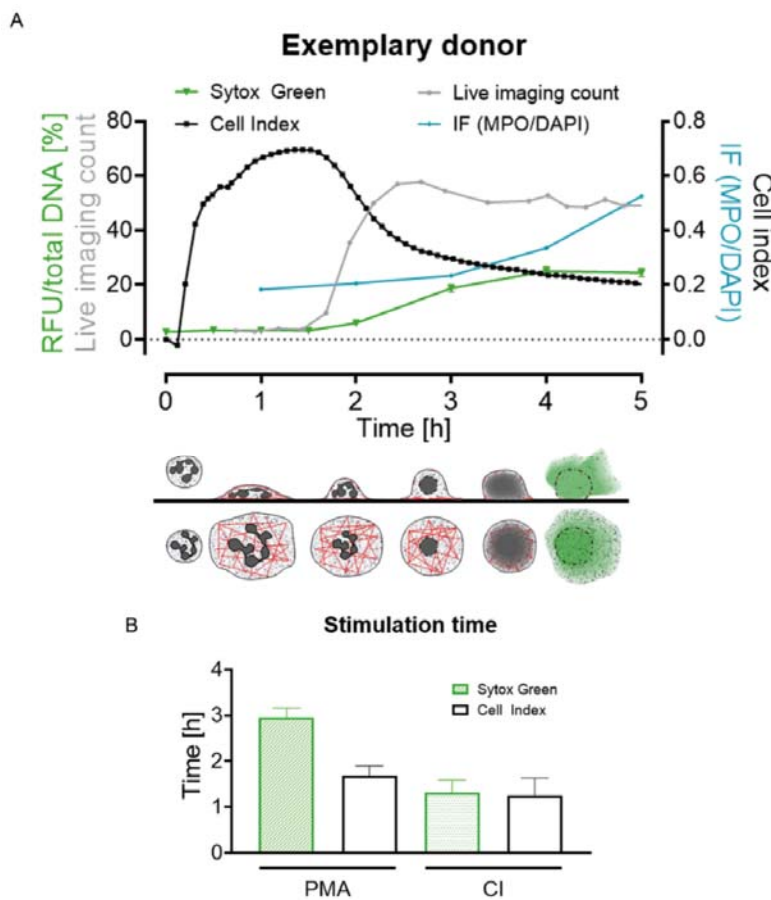 A
Exemplary donor
Sytox Green
Live imaging count
Cell Index
IF (MPO/DAPI)
RFU/total DNA [%]
Live imaging count
80
60
40
20
0
0.8
0.6
0.4
0.2
0.0
Cell index
IF (MPO/DAPI)
0 1 2 3 4 5
Time [h]
B
Stimulation time
Sytox Green
Cell Index
Time [h]
4
3
2
1
0
PMA CI